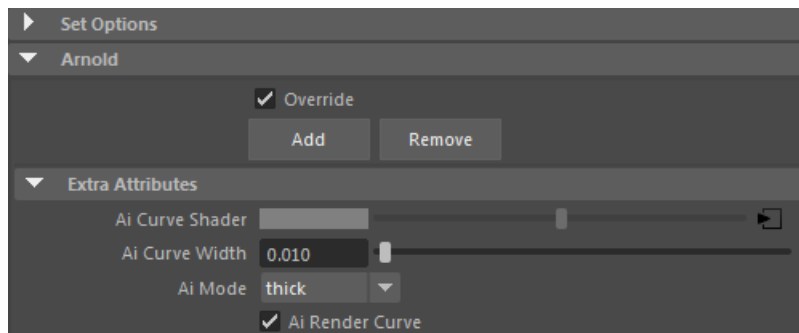 Set Options
Arnold
Override
Add Remove
Extra Attributes
Ai Curve Shader
Ai Curve Width 0.010
Ai Mode thick
Ai Render Curve